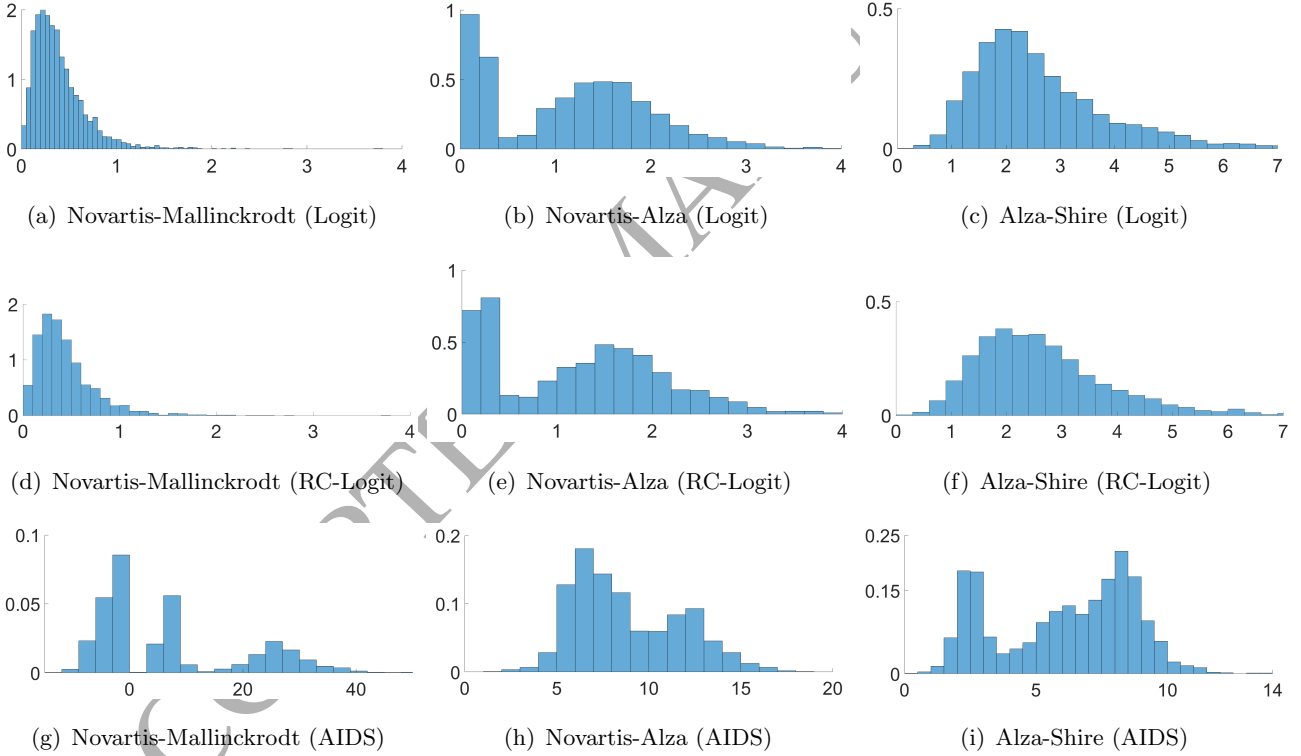 2
1
0
0 1 2 3 4
1
0.5
0
0 1 2 3 4
0.5
0
0 1 2 3 4 5 6 7
(a) Novartis-Mallinckrodt (Logit)
(b) Novartis-Alza (Logit)
(c) Alza-Shire (Logit)
2
1
0
0 1 2 3 4
1
0.5
0
0 1 2 3 4
0.5
0
0 1 2 3 4 5 6 7
(d) Novartis-Mallinckrodt (RC-Logit)
(e) Novartis-Alza (RC-Logit)
(f) Alza-Shire (RC-Logit)
0.1
0.05
0
0 20 40
0.2
0.1
0
0 5 10 15 20
0.25
0.15
0
0 5 10 14
(g) Novartis-Mallinckrodt (AIDS)
(h) Novartis-Alza (AIDS)
(i) Alza-Shire (AIDS)